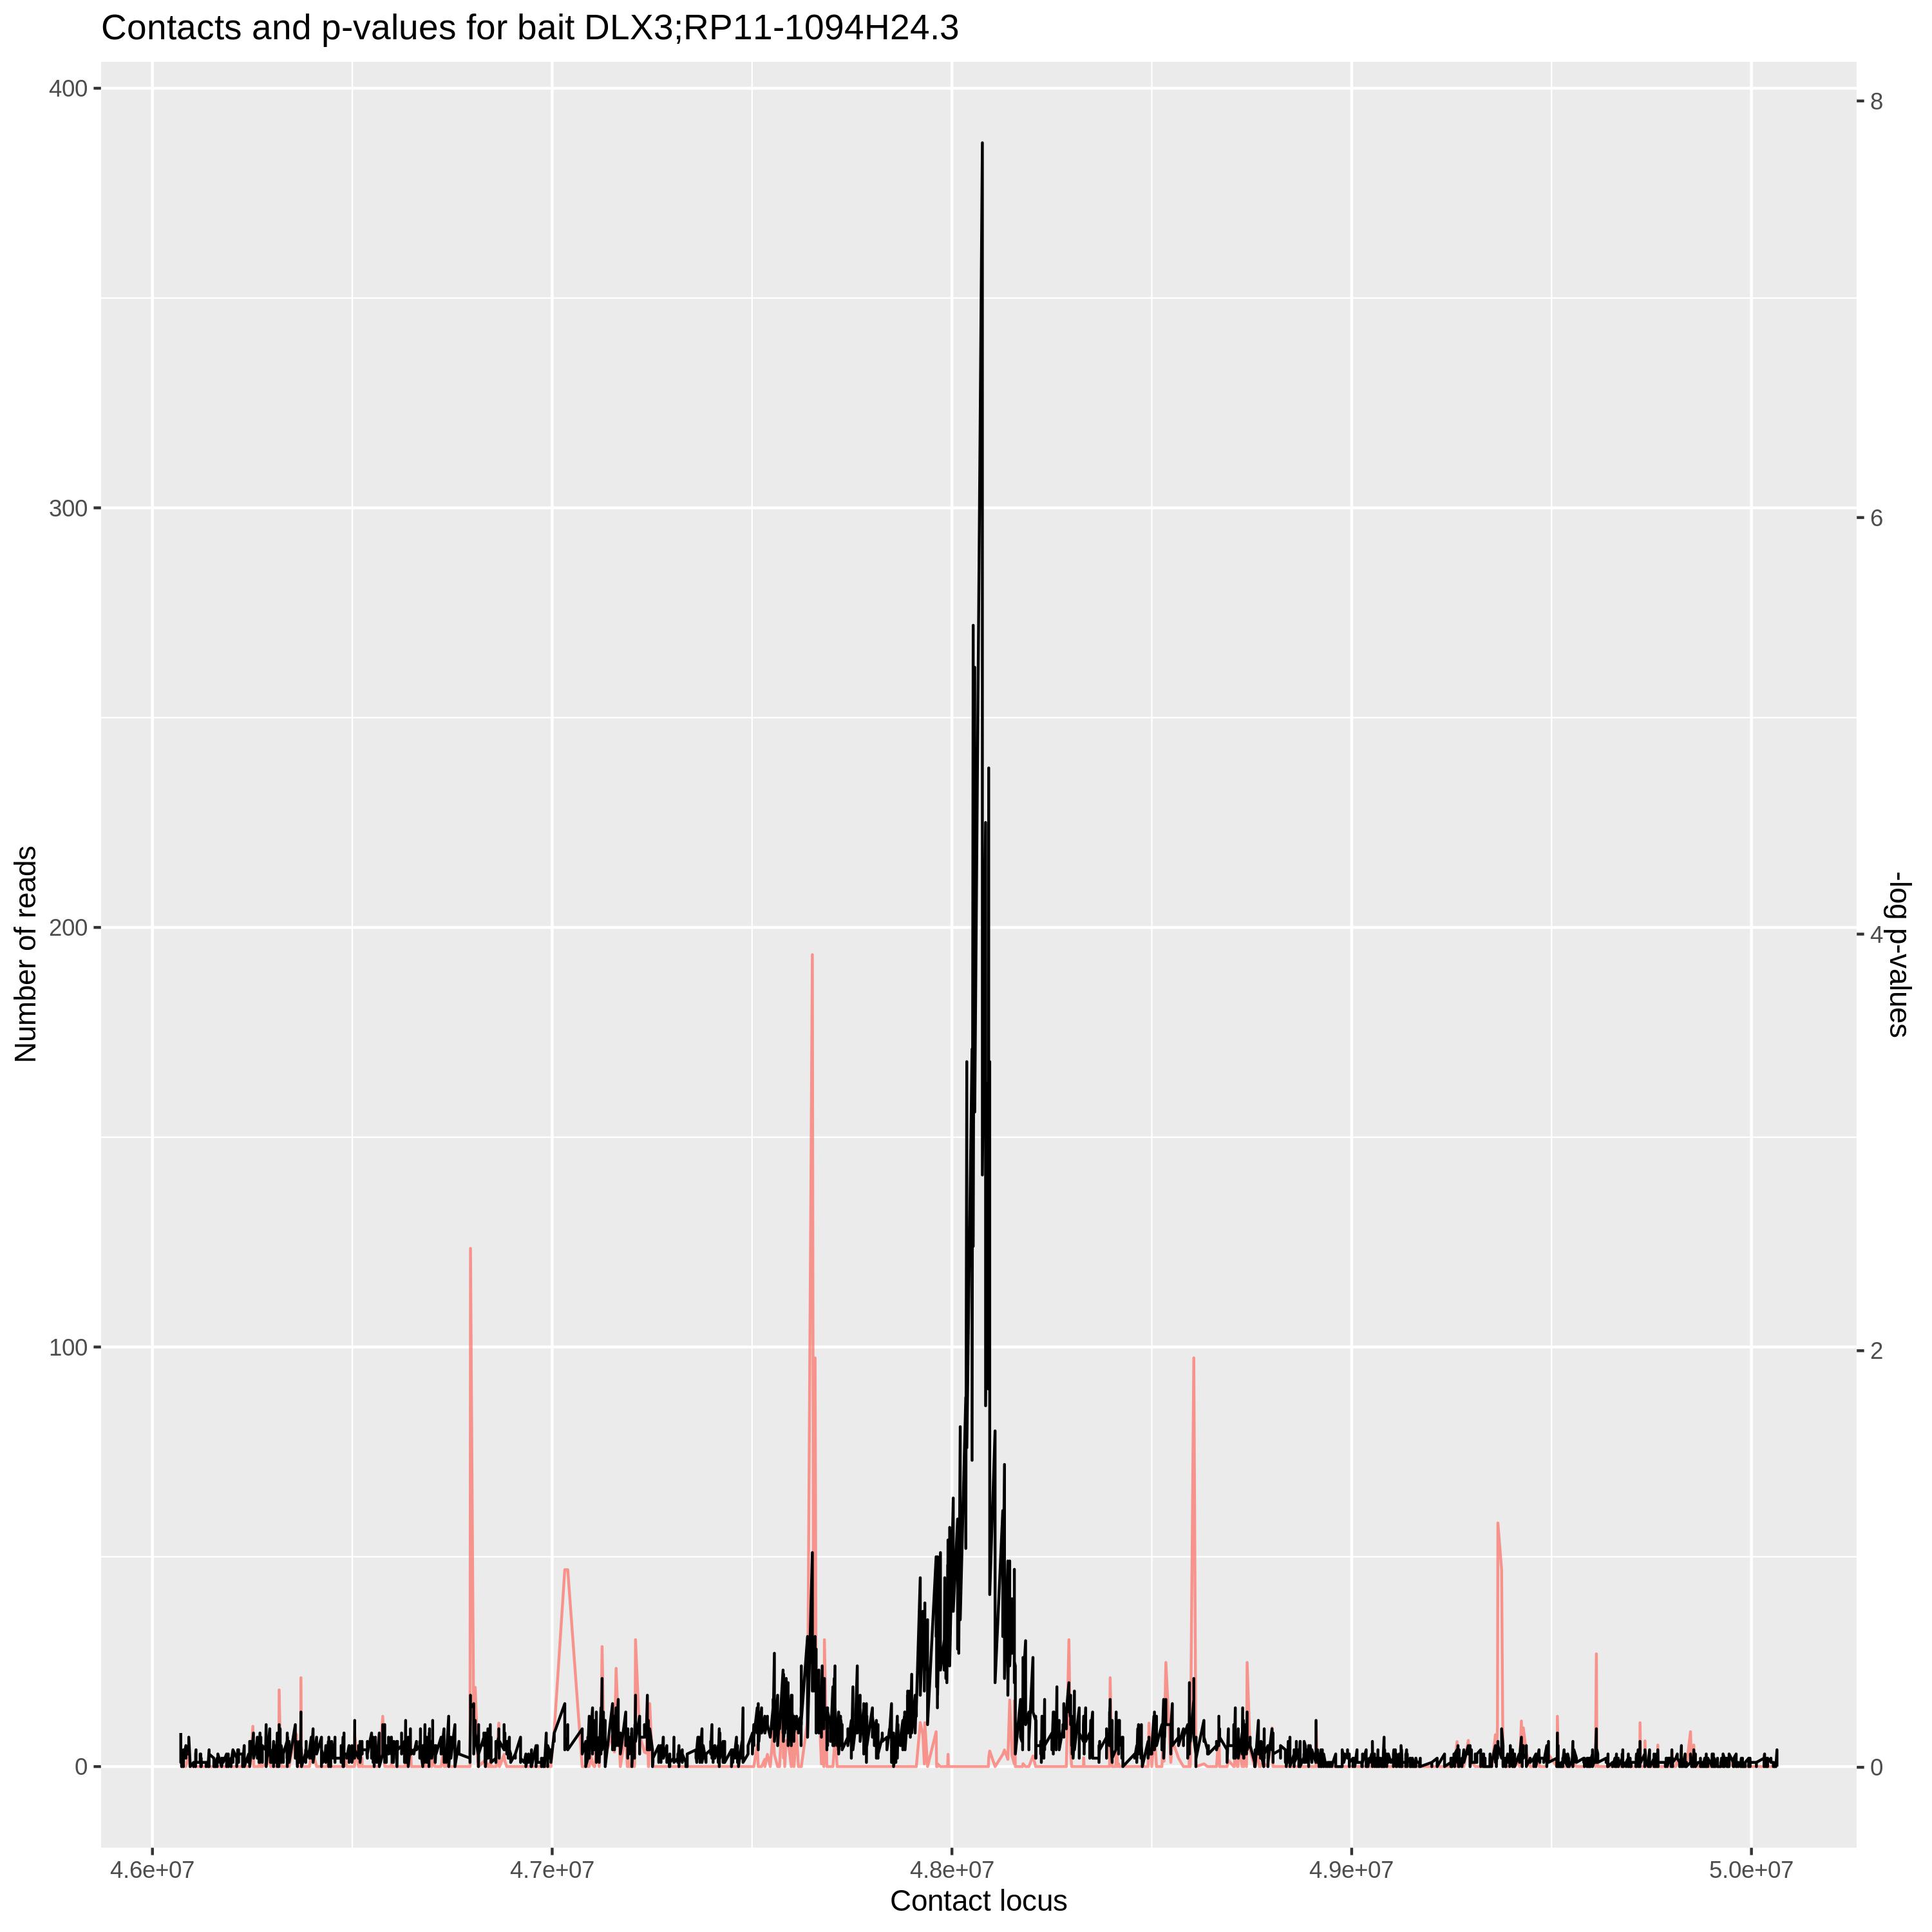 Contacts and p-values for bait DLX3;RP11-1094H24.3
400
300
200
100
0
8
6
4
2
0
Number of reads
-log p-values
4.6e+07
4.7e+07
4.8e+07
4.9e+07
5.0e+07
Contact locus